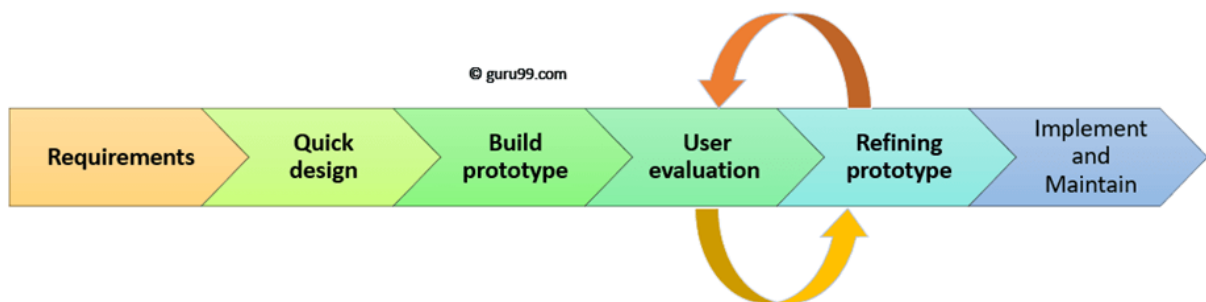 © guru99.com
Requirements
Quick
design
Build
prototype
User
evaluation
Refining
prototype
Implement
and
Maintain